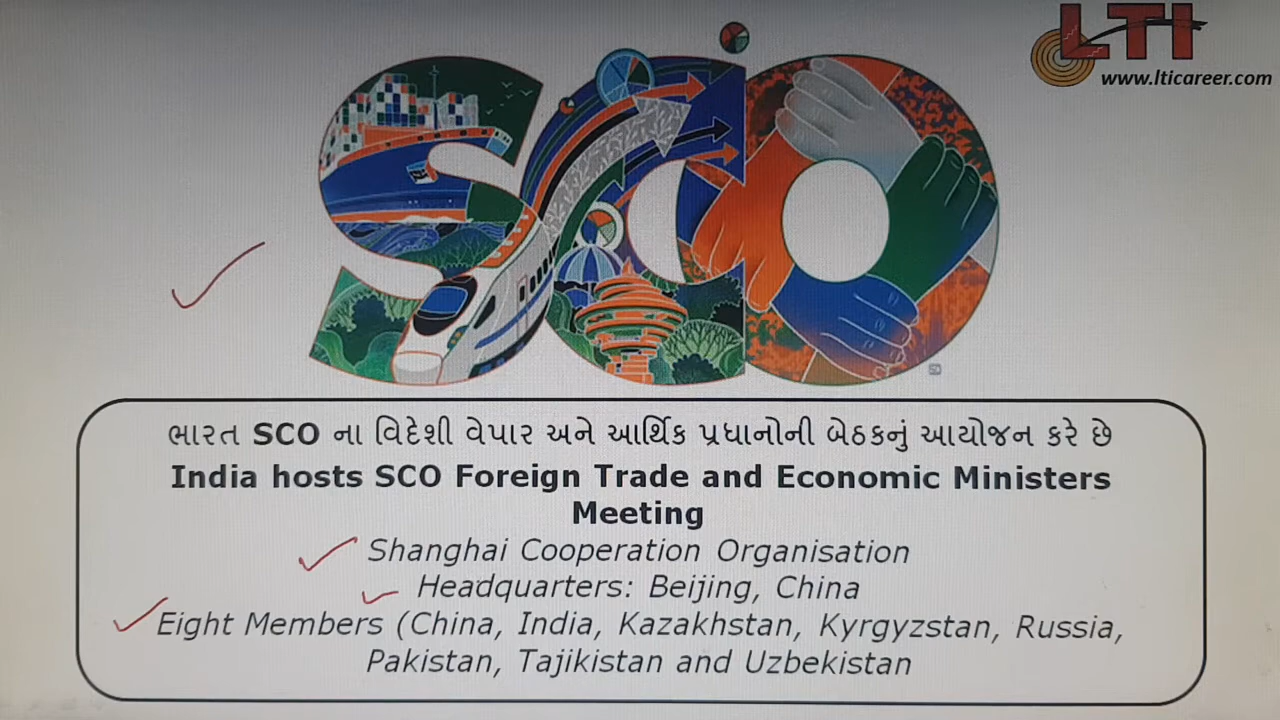 LTI
www.lticareer.com
SCO
ભારત SCO ના વિદેશી વેપાર અને આર્થિક પ્રધાનોની બેઠકનું આયોજન કરે છે
India hosts SCO Foreign Trade and Economic Ministers
Meeting
Shanghai Cooperation Organisation
Headquarters: Beijing, China
Eight Members (China, India, Kazakhstan, Kyrgyzstan, Russia,
Pakistan, Tajikistan and Uzbekistan